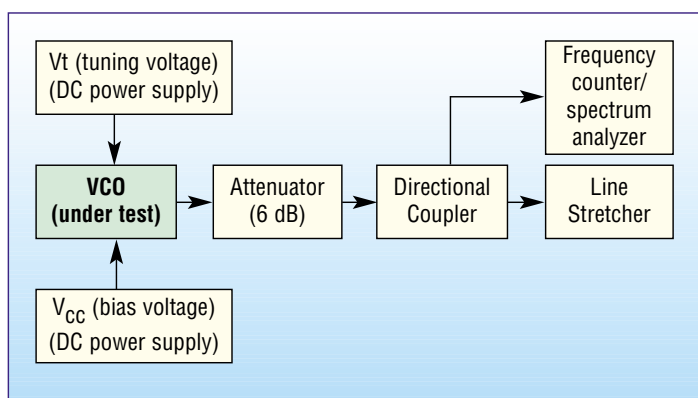 Vt (tuning voltage)
(DC power supply)
Frequency
counter/
spectrum
analyzer
VCO
(under test)
Attenuator
(6 dB)
Directional
Coupler
Line
Stretcher
VCC (bias voltage)
(DC power supply)